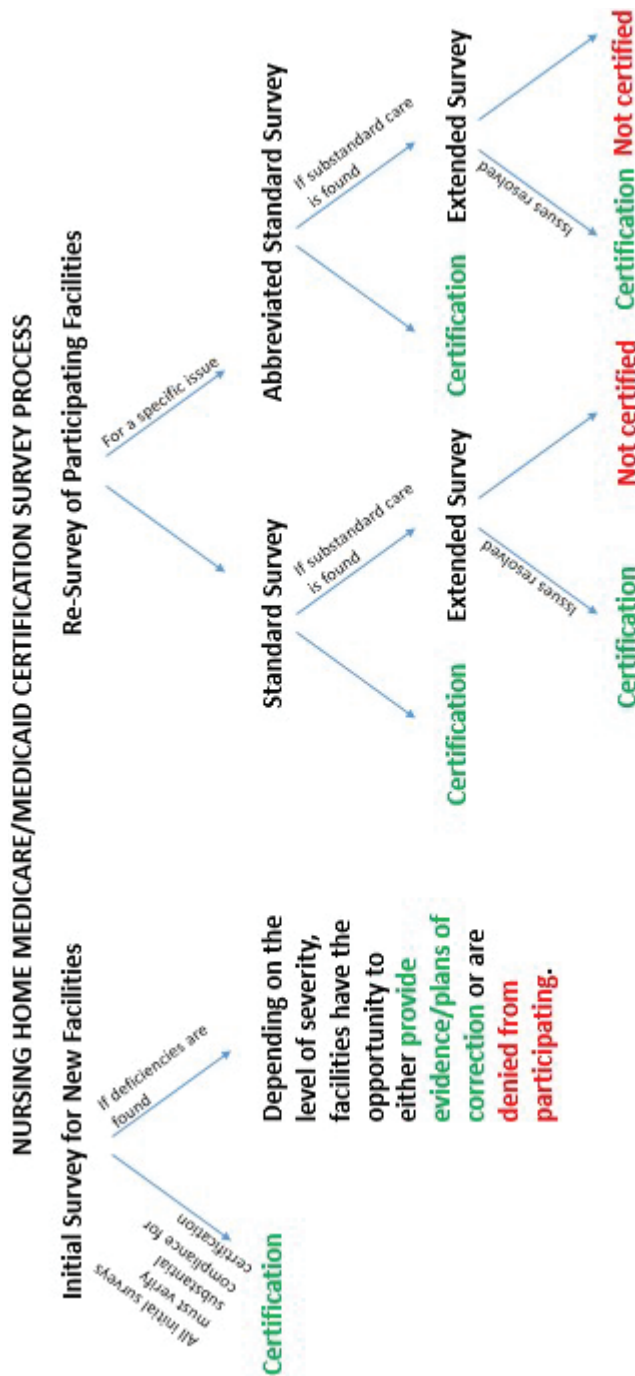 NURSING HOME MEDICARE/MEDICAID CERTIFICATION SURVEY PROCESS
Initial Survey for New Facilities
All initial surveys
must verify
substantial
compliance for
certification
If deficiencies are
found
Certification
Depending on the
level of severity,
facilities have the
opportunity to
either provide
evidence/plans of
correction or are
denied from
participating.
Re-Survey of Participating Facilities
For a specific issue
Standard Survey
If substandard care
is found
Certification
Extended Survey
Issues resolved
Certification
Not certified
Abbreviated Standard Survey
If substandard care
is found
Certification
Extended Survey
Issues resolved
Certification
Not certified